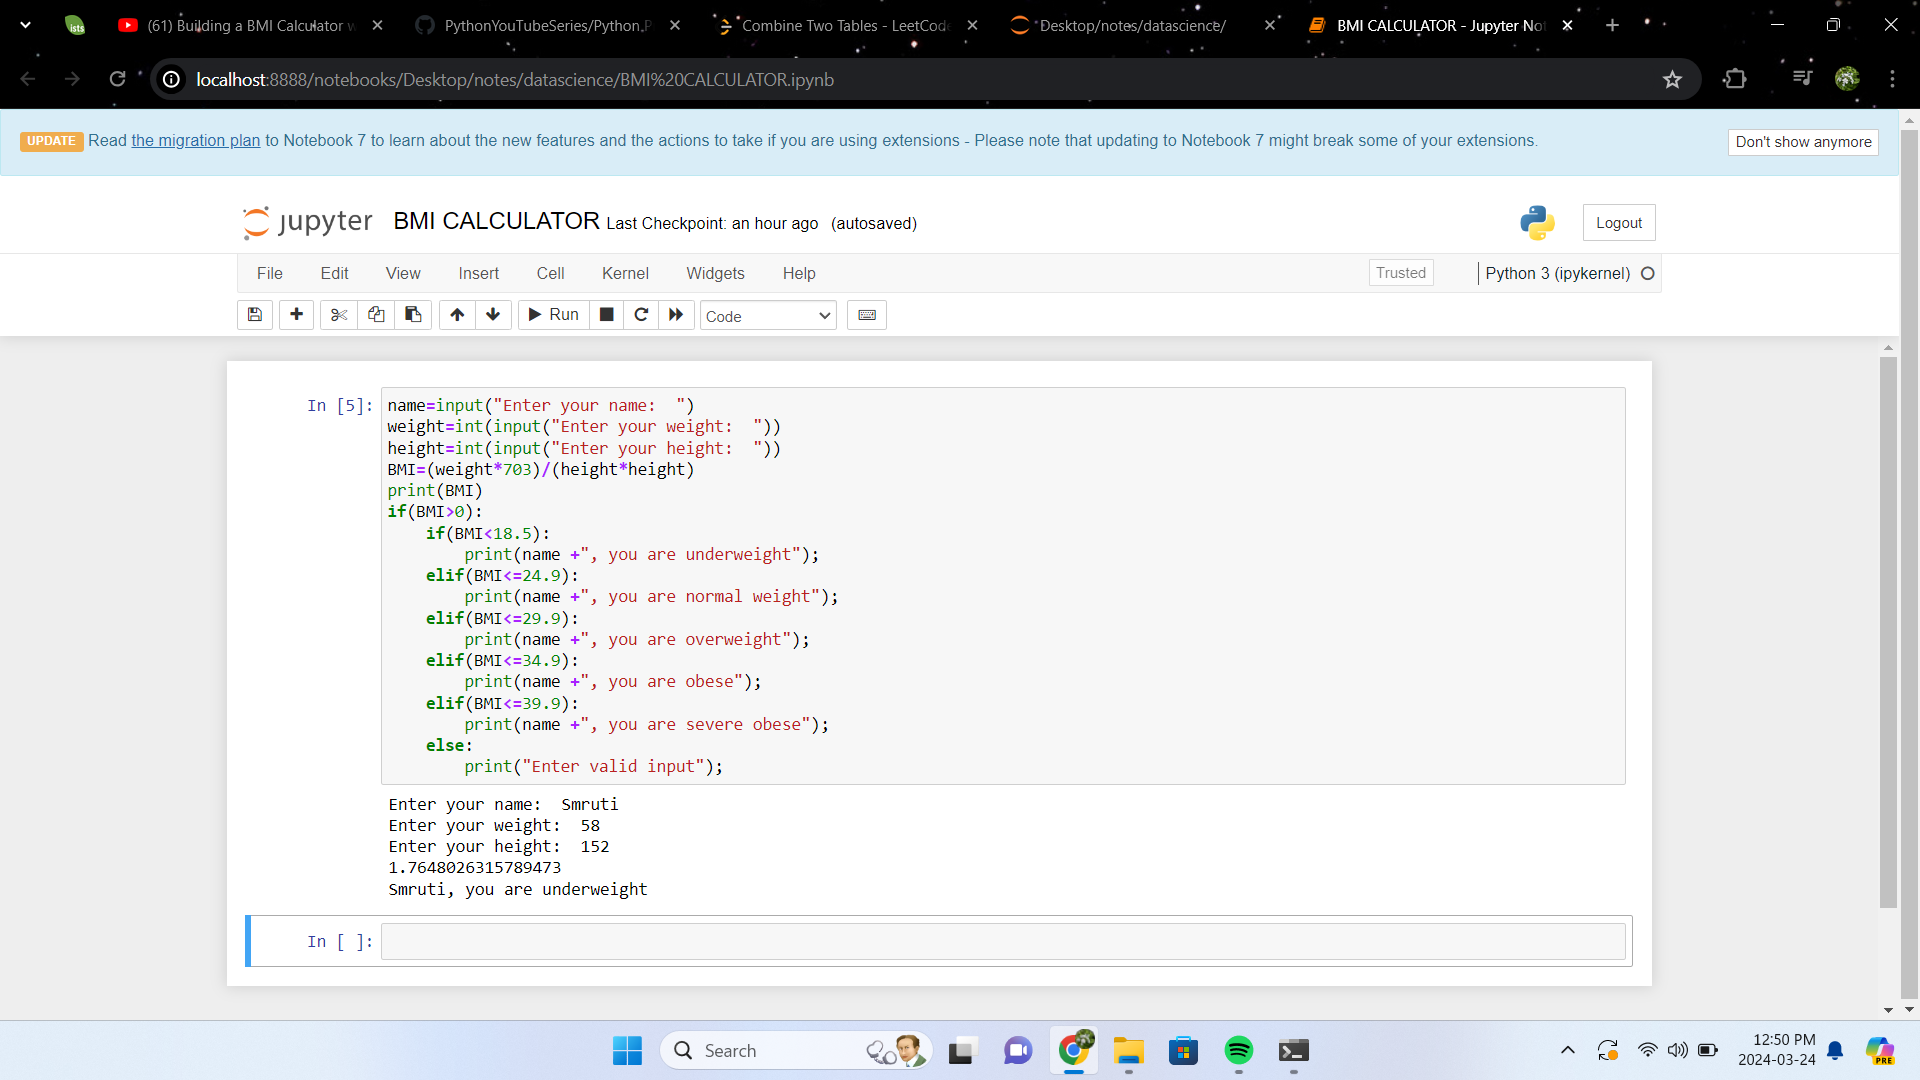 (61) Building a BMI Calculator w
PythonYouTubeSeries/Python P
Combine Two Tables - LeetCode
Desktop/notes/datascience/
BMI CALCULATOR - Jupyter Not
localhost:8888/notebooks/Desktop/notes/datascience/BMI%20CALCULATOR.ipynb
UPDATE Read the migration plan to Notebook 7 to learn about the new features and the actions to take if you are using extensions - Please note that updating to Notebook 7 might break some of your extensions.
Don't show anymore
jupyter BMI CALCULATOR Last Checkpoint: an hour ago (autosaved)
Logout
File Edit View Insert Cell Kernel Widgets Help
Trusted
Python 3 (ipykernel)
Run
Code
In [5]:
name=input("Enter your name:  ")
weight=int(input("Enter your weight:  "))
height=int(input("Enter your height:  "))
BMI=(weight*703)/(height*height)
print(BMI)
if(BMI>0):
    if(BMI<18.5):
        print(name +", you are underweight");
    elif(BMI<=24.9):
        print(name +", you are normal weight");
    elif(BMI<=29.9):
        print(name +", you are overweight");
    elif(BMI<=34.9):
        print(name +", you are obese");
    elif(BMI<=39.9):
        print(name +", you are severe obese");
    else:
        print("Enter valid input");
Enter your name:  Smruti
Enter your weight:  58
Enter your height:  152
1.7648026315789473
Smruti, you are underweight
In [ ]:
Search
12:50 PM
2024-03-24
PRE